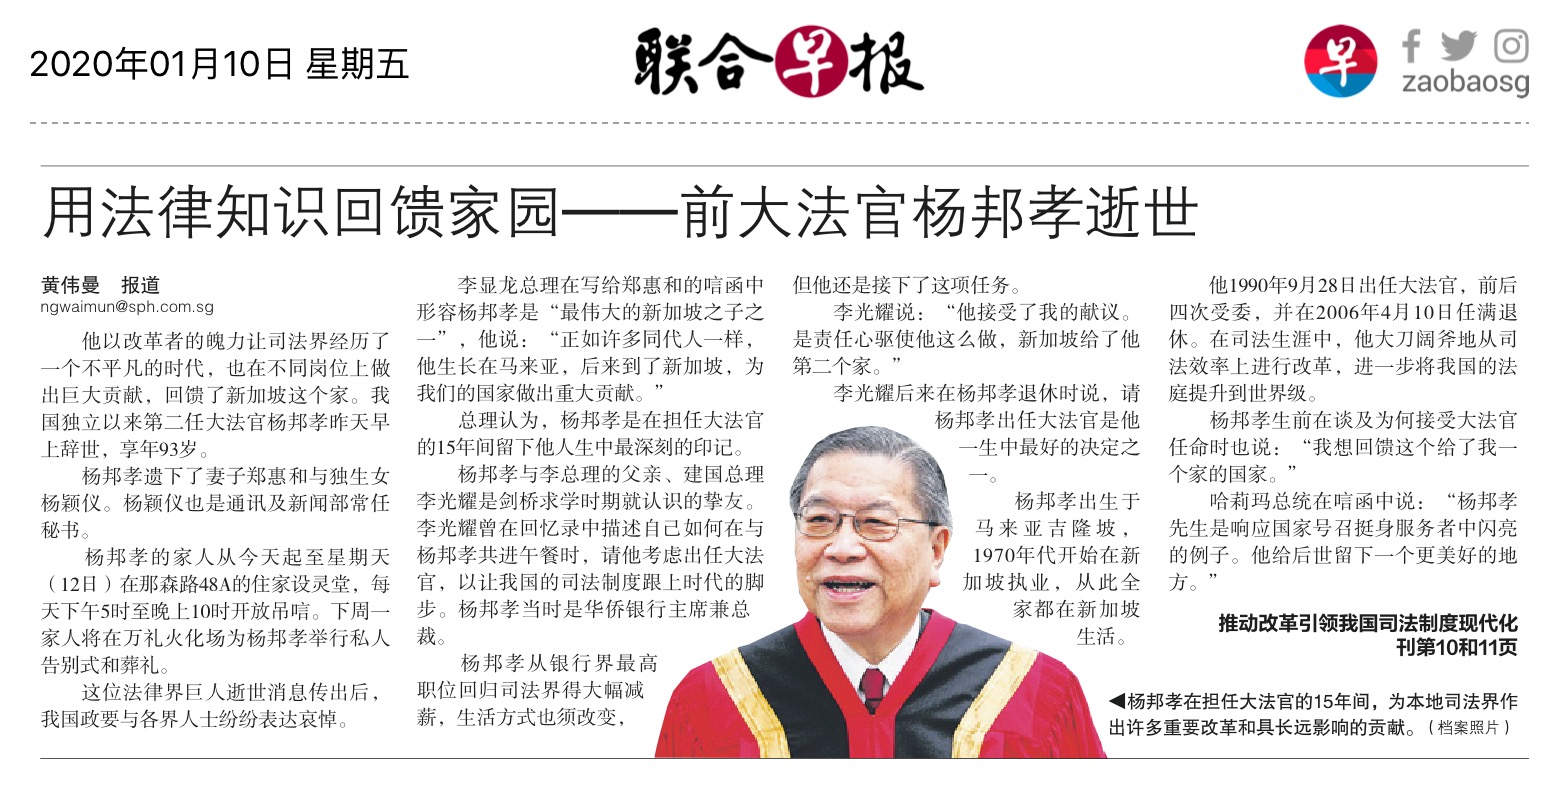 2020年01月10日 星期五
联合早报
早
zaobaosg
用法律知识回馈家园——前大法官杨邦孝逝世
黄伟曼　报道
ngwaimun@sph.com.sg
他以改革者的魄力让司法界经历了
一个不平凡的时代，也在不同岗位上做
出巨大贡献，回馈了新加坡这个家。我
国独立以来第二任大法官杨邦孝昨天早
上辞世，享年93岁。
杨邦孝遗下了妻子郑惠和与独生女
杨颖仪。杨颖仪也是通讯及新闻部常任
秘书。
杨邦孝的家人从今天起至星期天
（12日）在那森路48A的住家设灵堂，每
天下午5时至晚上10时开放吊唁。下周一
家人将在万礼火化场为杨邦孝举行私人
告别式和葬礼。
这位法律界巨人逝世消息传出后，
我国政要与各界人士纷纷表达哀悼。
李显龙总理在写给郑惠和的唁函中
形容杨邦孝是“最伟大的新加坡之子之
一”，他说：“正如许多同代人一样，
他生长在马来亚，后来到了新加坡，为
我们的国家做出重大贡献。”
总理认为，杨邦孝是在担任大法官
的15年间留下他人生中最深刻的印记。
杨邦孝与李总理的父亲、建国总理
李光耀是剑桥求学时期就认识的挚友。
李光耀曾在回忆录中描述自己如何在与
杨邦孝共进午餐时，请他考虑出任大法
官，以让我国的司法制度跟上时代的脚
步。杨邦孝当时是华侨银行主席兼总
裁。
杨邦孝从银行界最高
职位回归司法界得大幅减
薪，生活方式也须改变，
但他还是接下了这项任务。
李光耀说：“他接受了我的献议。
是责任心驱使他这么做，新加坡给了他
第二个家。”
李光耀后来在杨邦孝退休时说，请
杨邦孝出任大法官是他
一生中最好的决定之
一。
杨邦孝出生于
马来亚吉隆坡，
1970年代开始在新
加坡执业，从此全
家都在新加坡
生活。
他1990年9月28日出任大法官，前后
四次受委，并在2006年4月10日任满退
休。在司法生涯中，他大刀阔斧地从司
法效率上进行改革，进一步将我国的法
庭提升到世界级。
杨邦孝生前在谈及为何接受大法官
任命时也说：“我想回馈这个给了我一
个家的国家。”
哈莉玛总统在唁函中说：“杨邦孝
先生是响应国家号召挺身服务者中闪亮
的例子。他给后世留下一个更美好的地
方。”
推动改革引领我国司法制度现代化
刊第10和11页
◀杨邦孝在担任大法官的15年间，为本地司法界作
出许多重要改革和具长远影响的贡献。（档案照片）